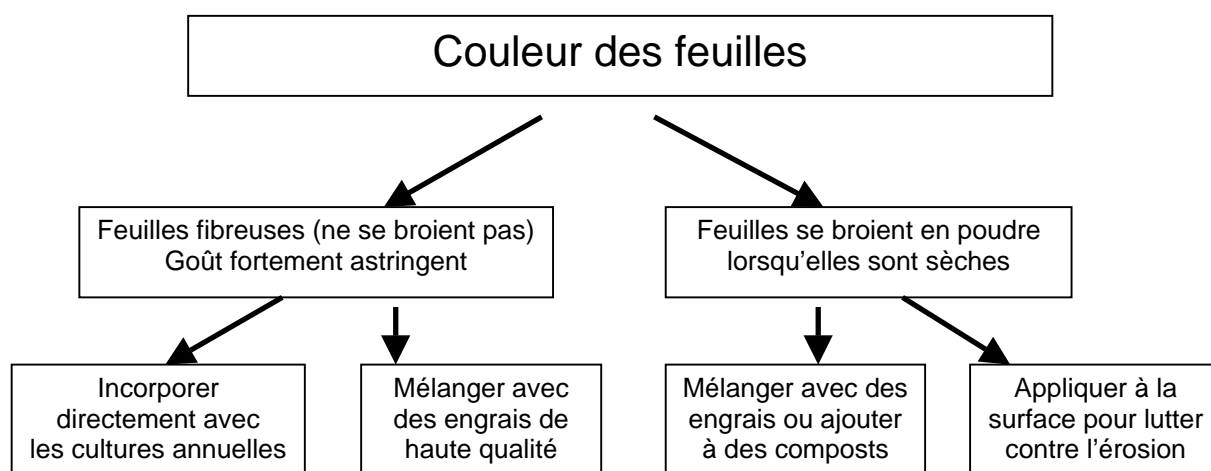 Couleur des feuilles
Feuilles fibreuses (ne se broient pas)
Goût fortement astringent
Feuilles se broient en poudre
lorsqu'elles sont sèches
Incorporer
directement avec
les cultures annuelles
Mélanger avec
des engrais de
haute qualité
Mélanger avec des
engrais ou ajouter
à des composts
Appliquer à la
surface pour lutter
contre l'érosion